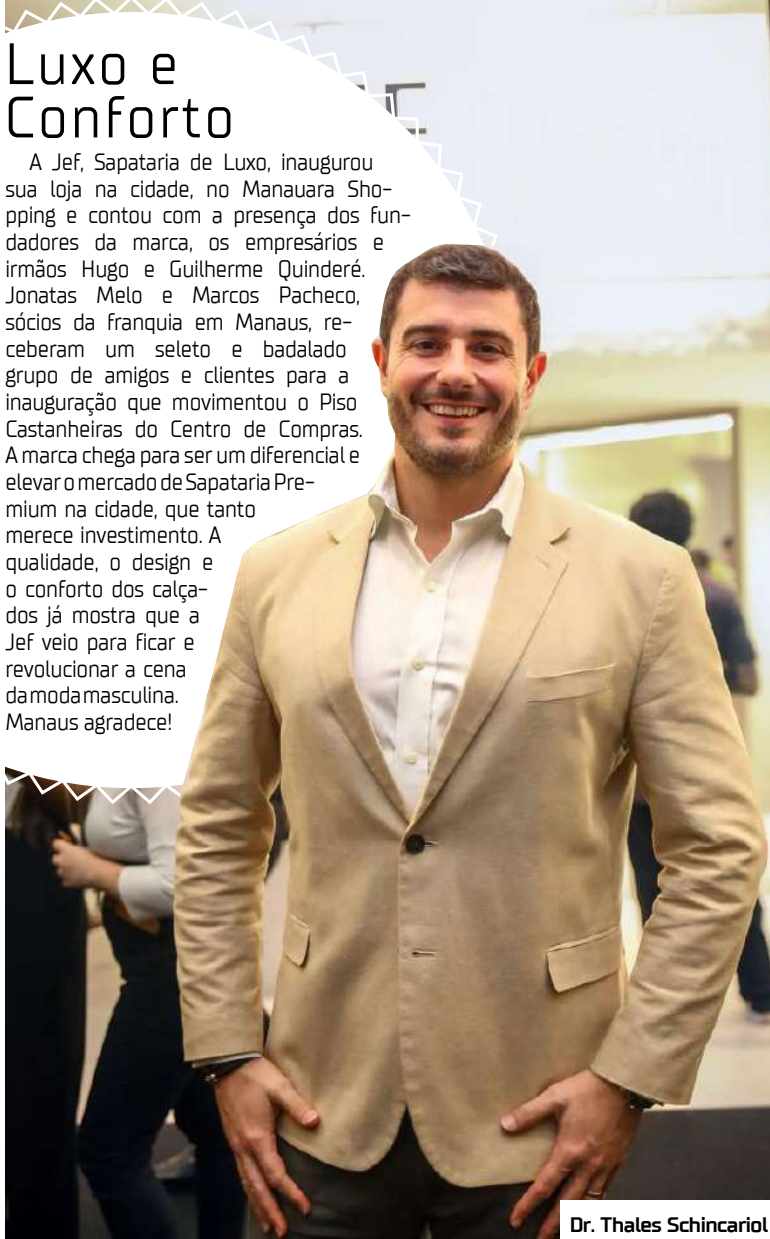 Luxo e
Conforto
A Jef, Sapataria de Luxo, inaugurou
sua loja na cidade, no Manauara Sho-
pping e contou com a presença dos fun-
dadores da marca, os empresários e
irmãos Hugo e Guilherme Quinderé.
Jonatas Melo e Marcos Pacheco,
sócios da franquia em Manaus, re-
ceberam um seleto e badalado
grupo de amigos e clientes para a
inauguração que movimentou o Piso
Castanheiras do Centro de Compras.
A marca chega para ser um diferencial e
elevar o mercado de Sapataria Pre-
mium na cidade, que tanto
merece investimento. A
qualidade, o design e
o conforto dos calça-
dos já mostra que a
Jef veio para ficar e
revolucionar a cena
da moda masculina.
Manaus agradece!
Dr. Thales Schincariol